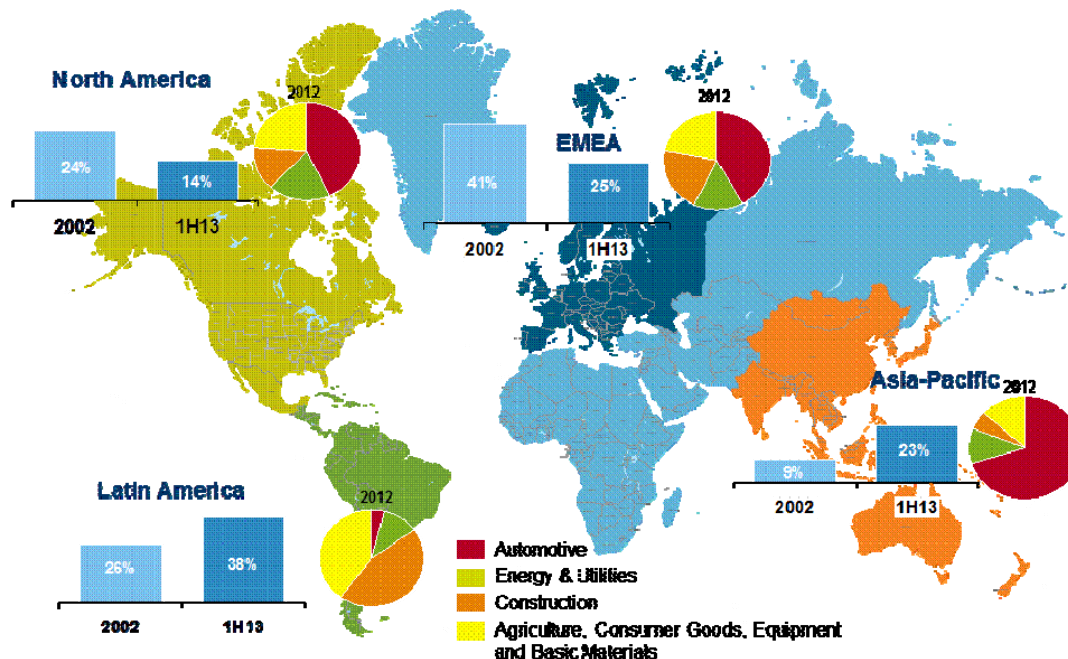 North America
2012
24%
14%
2002
1H13
2012
EMEA
41%
25%
2002
1H13
Asia-Pacific
2012
9%
23%
2002
1H13
Latin America
2012
26%
38%
2002
1H13
Automotive
Energy & Utilities
Construction
Agriculture, Consumer Goods, Equipment
and Basic Materials